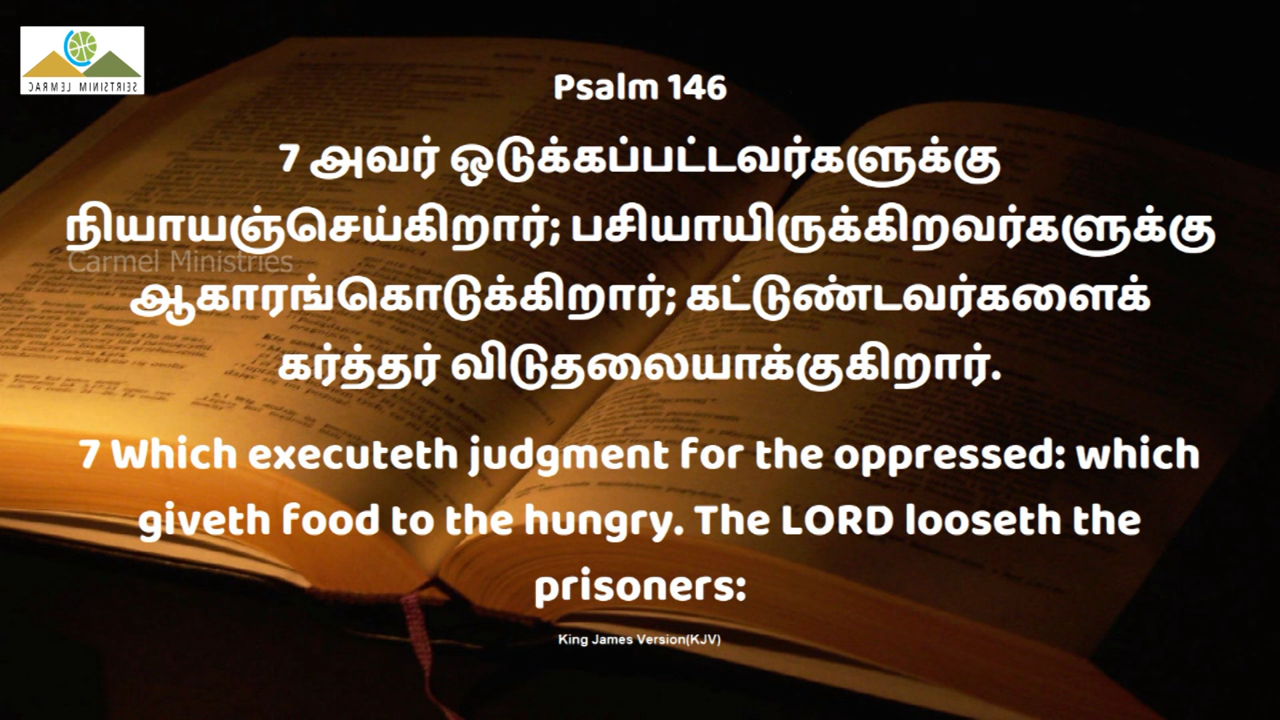 CARMEL MINISTRIES
Psalm 146
7 அவர் ஒடுக்கப்பட்டவர்களுக்கு
நியாயஞ்செய்கிறார்; பசியாயிருக்கிறவர்களுக்கு
Carmel Ministries
ஆகாரங்கொடுக்கிறார்; கட்டுண்டவர்களைக்
கர்த்தர் விடுதலையாக்குகிறார்.
7 Which executeth judgment for the oppressed: which
giveth food to the hungry. The LORD looseth the
prisoners:
King James Version(KJV)